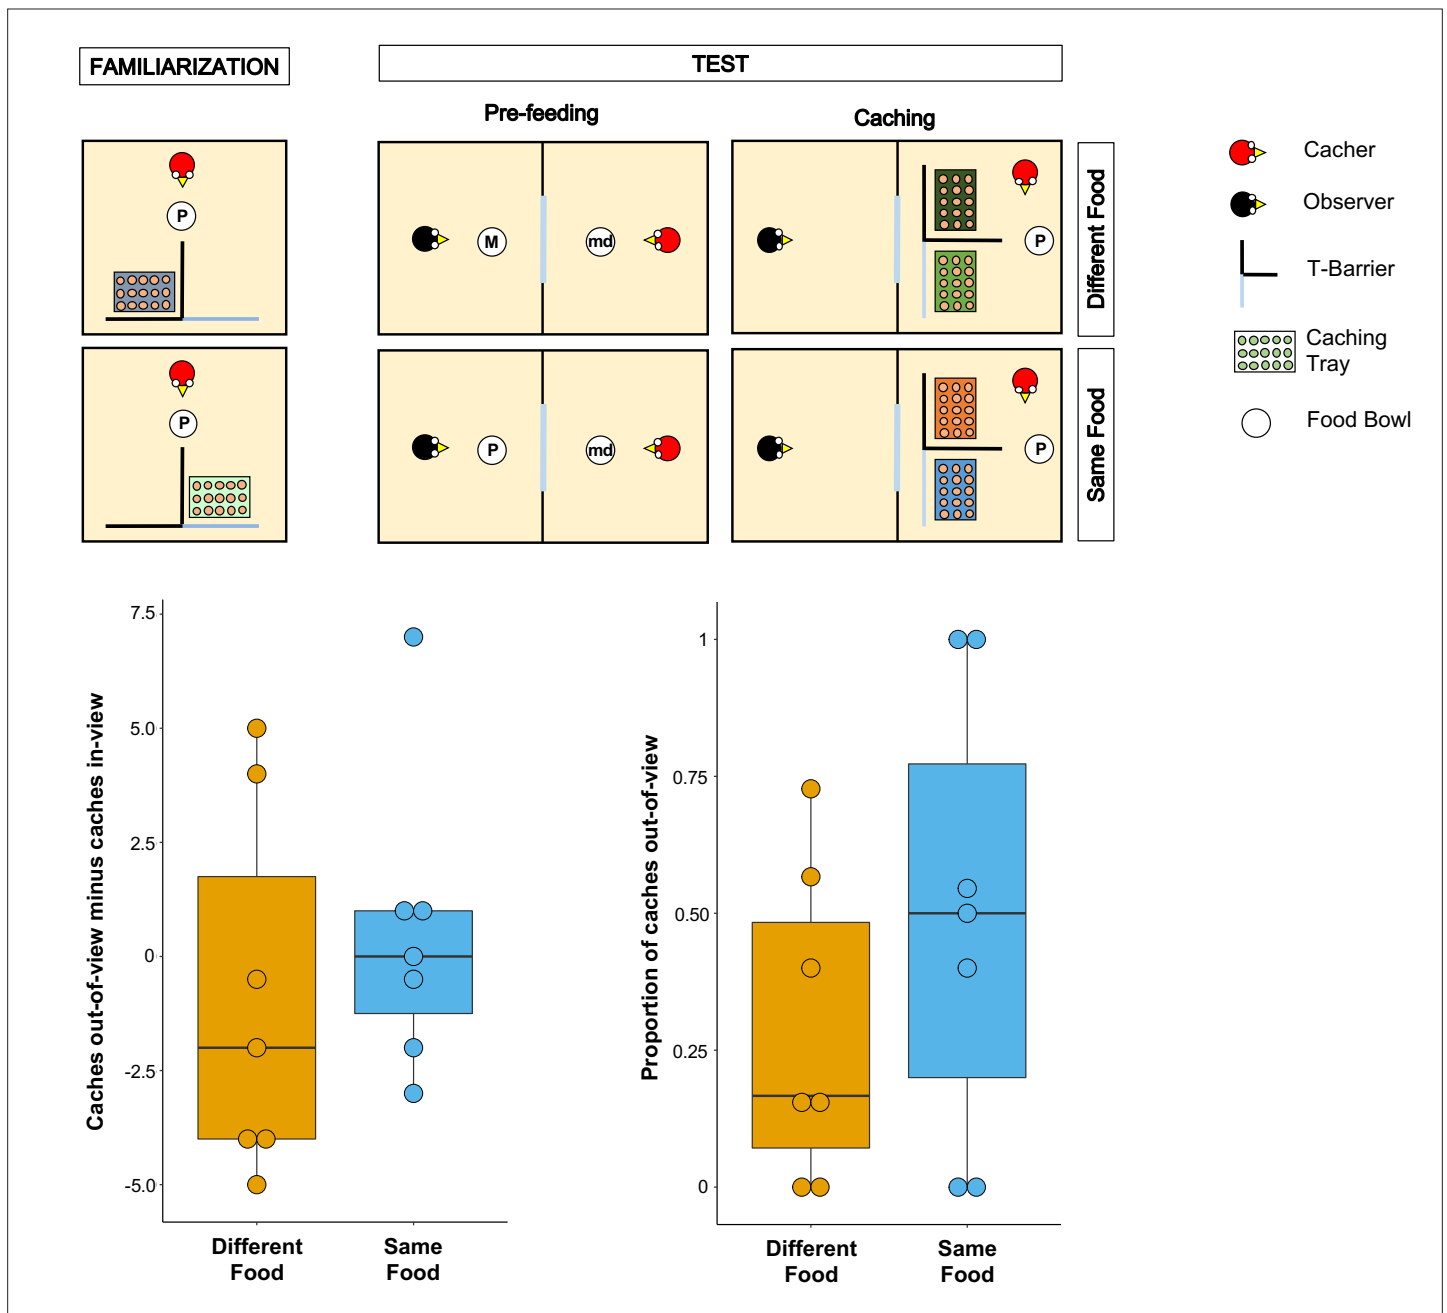 FAMILIARIZATION
TEST
Pre-feeding
Caching
P
M
md
P
Different Food
P
P
md
P
Same Food
Cacher
Observer
T-Barrier
Caching
Tray
Food Bowl
Caches out-of-view minus caches in-view
7.5
5.0
2.5
0
-2.5
-5.0
Different
Food
Same
Food
Proportion of caches out-of-view
1
0.75
0.50
0.25
0
Different
Food
Same
Food